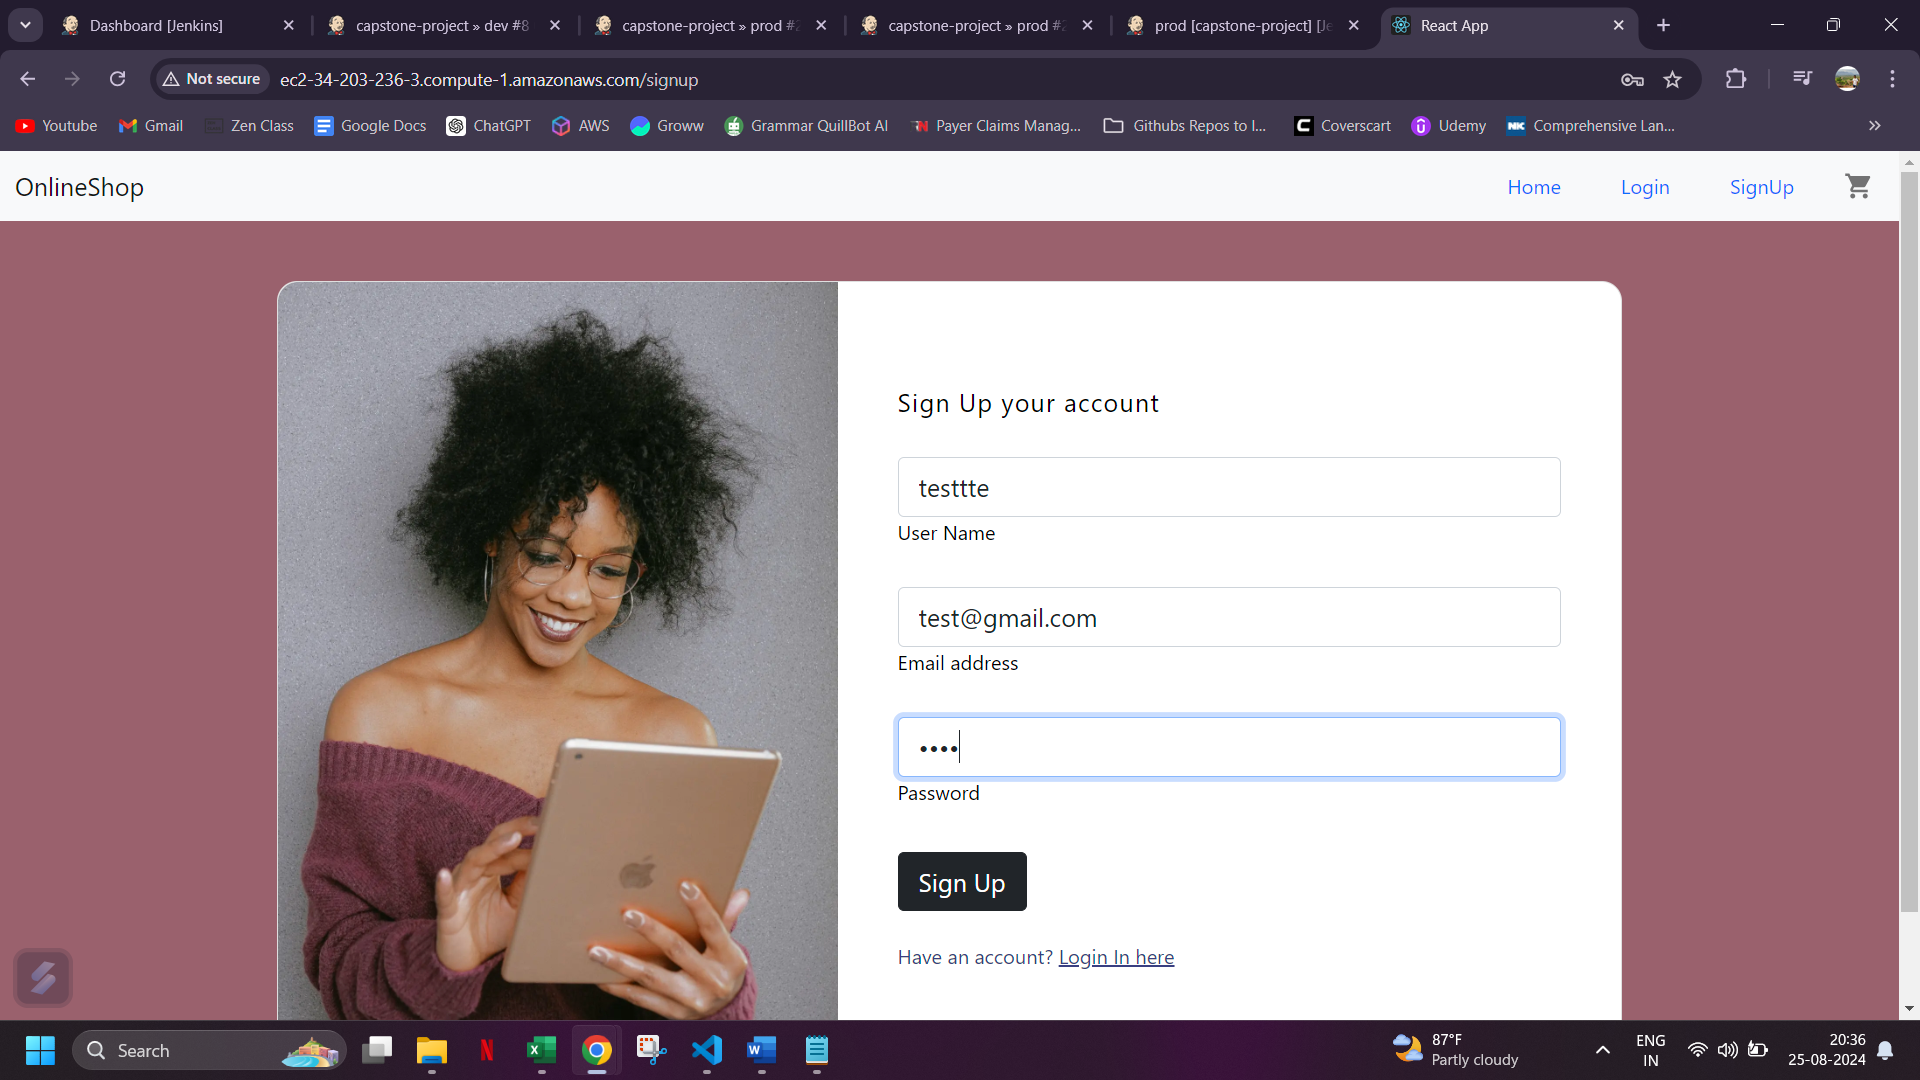 Dashboard [Jenkins]
capstone-project » dev #8
capstone-project » prod #2
capstone-project » prod #2
prod [capstone-project] [Je
React App
Not secure
ec2-34-203-236-3.compute-1.amazonaws.com/signup
Youtube
Gmail
Zen Class
Google Docs
ChatGPT
AWS
Groww
Grammar QuillBot AI
Payer Claims Manag...
Githubs Repos to l...
Coverscart
Udemy
NK
Comprehensive Lan...
OnlineShop
Home
Login
SignUp
Sign Up your account
testtte
User Name
test@gmail.com
Email address
••••
Password
Sign Up
Have an account? Login In here
Search
87°F
Partly cloudy
ENG
IN
20:36
25-08-2024